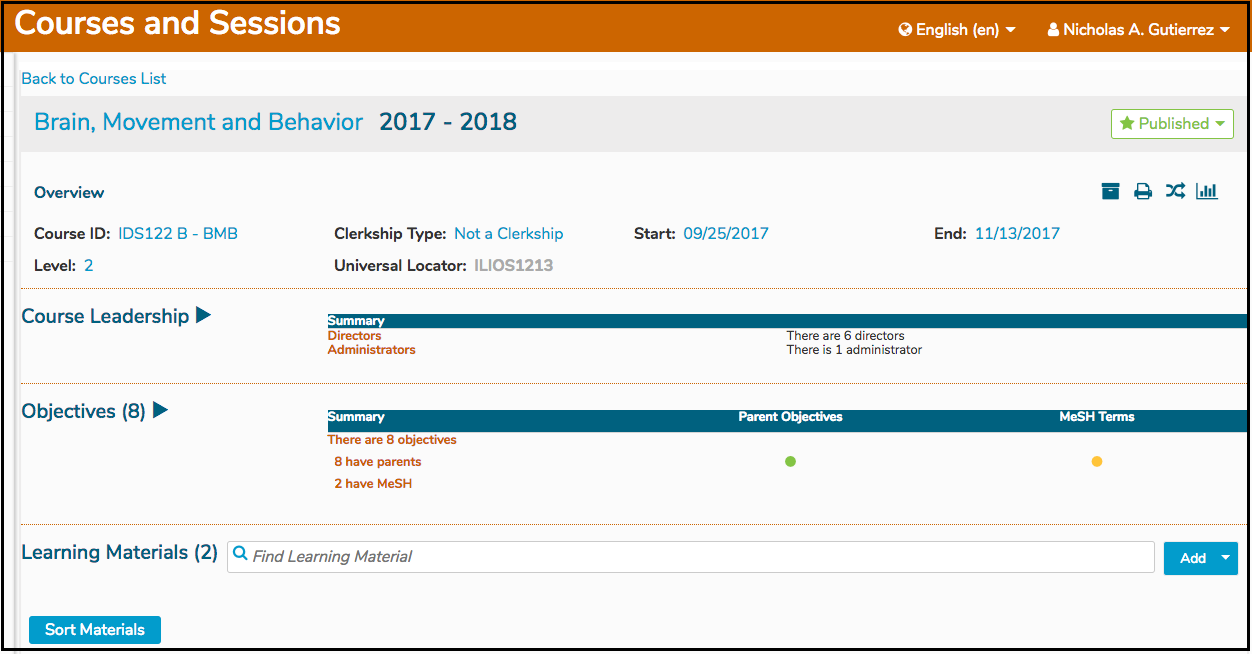 Courses and Sessions
English (en)
Nicholas A. Gutierrez
Back to Courses List
Brain, Movement and Behavior 2017 - 2018
Published
Overview
Course ID: IDS122 B - BMB Clerkship Type: Not a Clerkship Start: 09/25/2017 End: 11/13/2017
Level: 2 Universal Locator: ILIOS1213
Course Leadership
Summary
Directors There are 6 directors
Administrators There is 1 administrator
Objectives (8)
Summary Parent Objectives MeSH Terms
There are 8 objectives
8 have parents
2 have MeSH
Learning Materials (2) Find Learning Material Add
Sort Materials